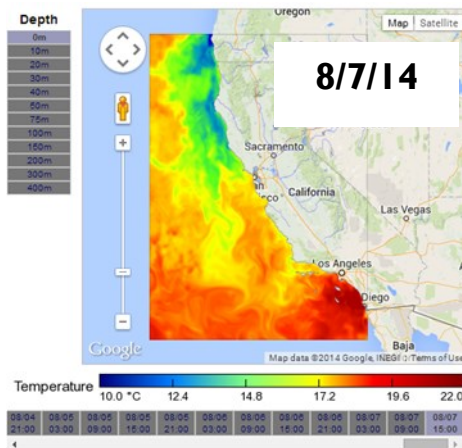 Depth
0m
10m
20m
30m
40m
50m
75m
100m
150m
200m
300m
400m
Oregon
Map Satellite
8/7/14
Sacramento
San
California
Las Vegas
Los Angeles
Diego
Baja
Google
Map data ©2014 Google, INEGI Terms of Use
Temperature
10.0 °C 12.4 14.8 17.2 19.6 22.0
08/04 08/05 08/05 08/05 08/06 08/06 08/06 08/07 08/07 08/07
21:00 03:00 09:00 15:00 21:00 03:00 09:00 15:00 21:00 03:00 09:00 15:00